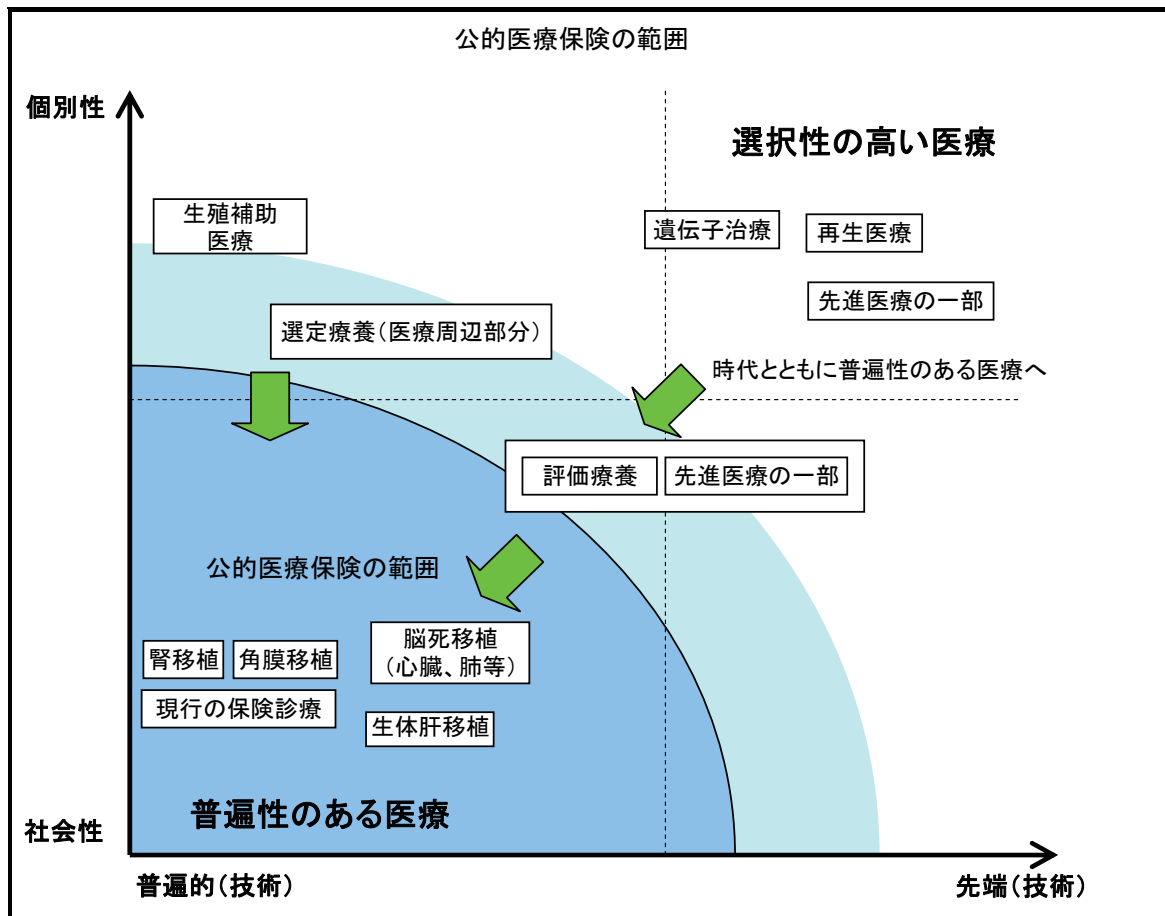 公的医療保険の範囲
個別性
選択性の高い医療
生殖補助
医療
遺伝子治療
再生医療
先進医療の一部
選定療養(医療周辺部分)
時代とともに普遍性のある医療へ
評価療養
先進医療の一部
公的医療保険の範囲
脳死移植
(心臓、肺等)
腎移植
角膜移植
現行の保険診療
生体肝移植
普遍性のある医療
社会性
普遍的(技術)
先端(技術)